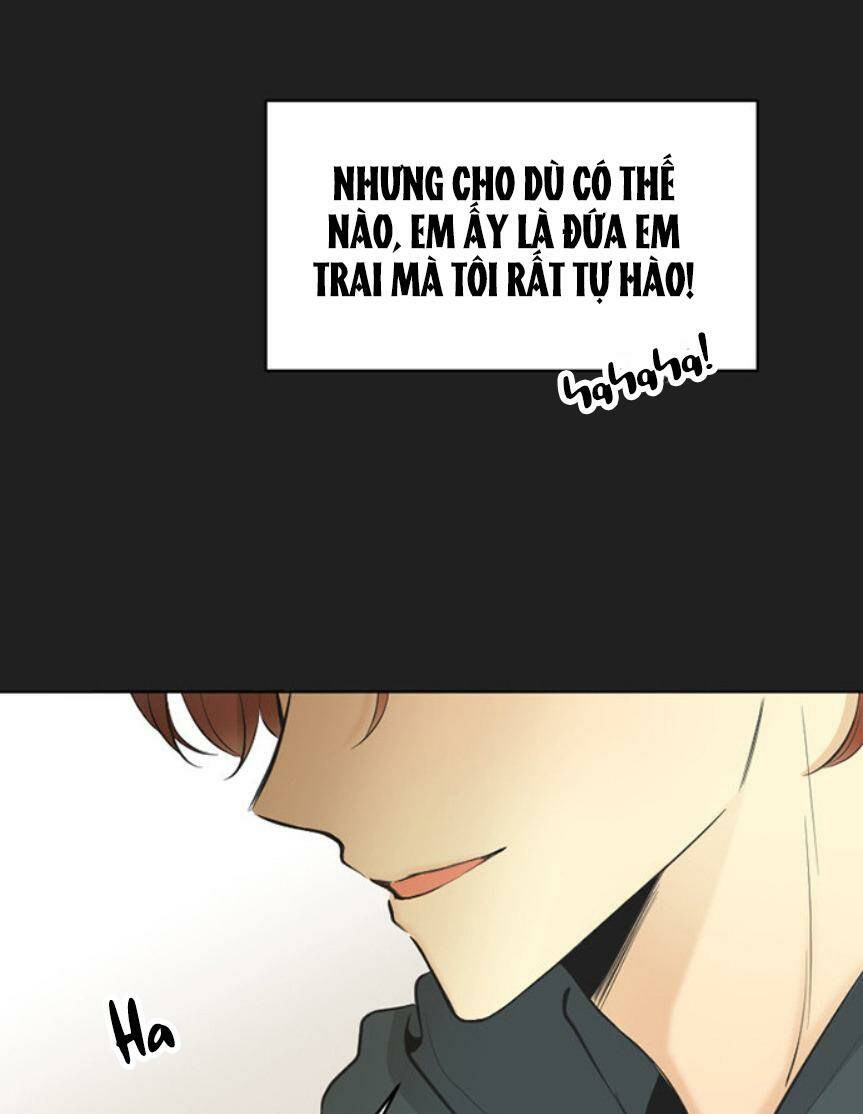 NHƯNG CHO DÙ CÓ THẾ
NÀO, EM ẤY LÀ ĐỨA EM
TRAI MÀ TÔI RẤT TỰ HÀO!
hahaha!
Ha